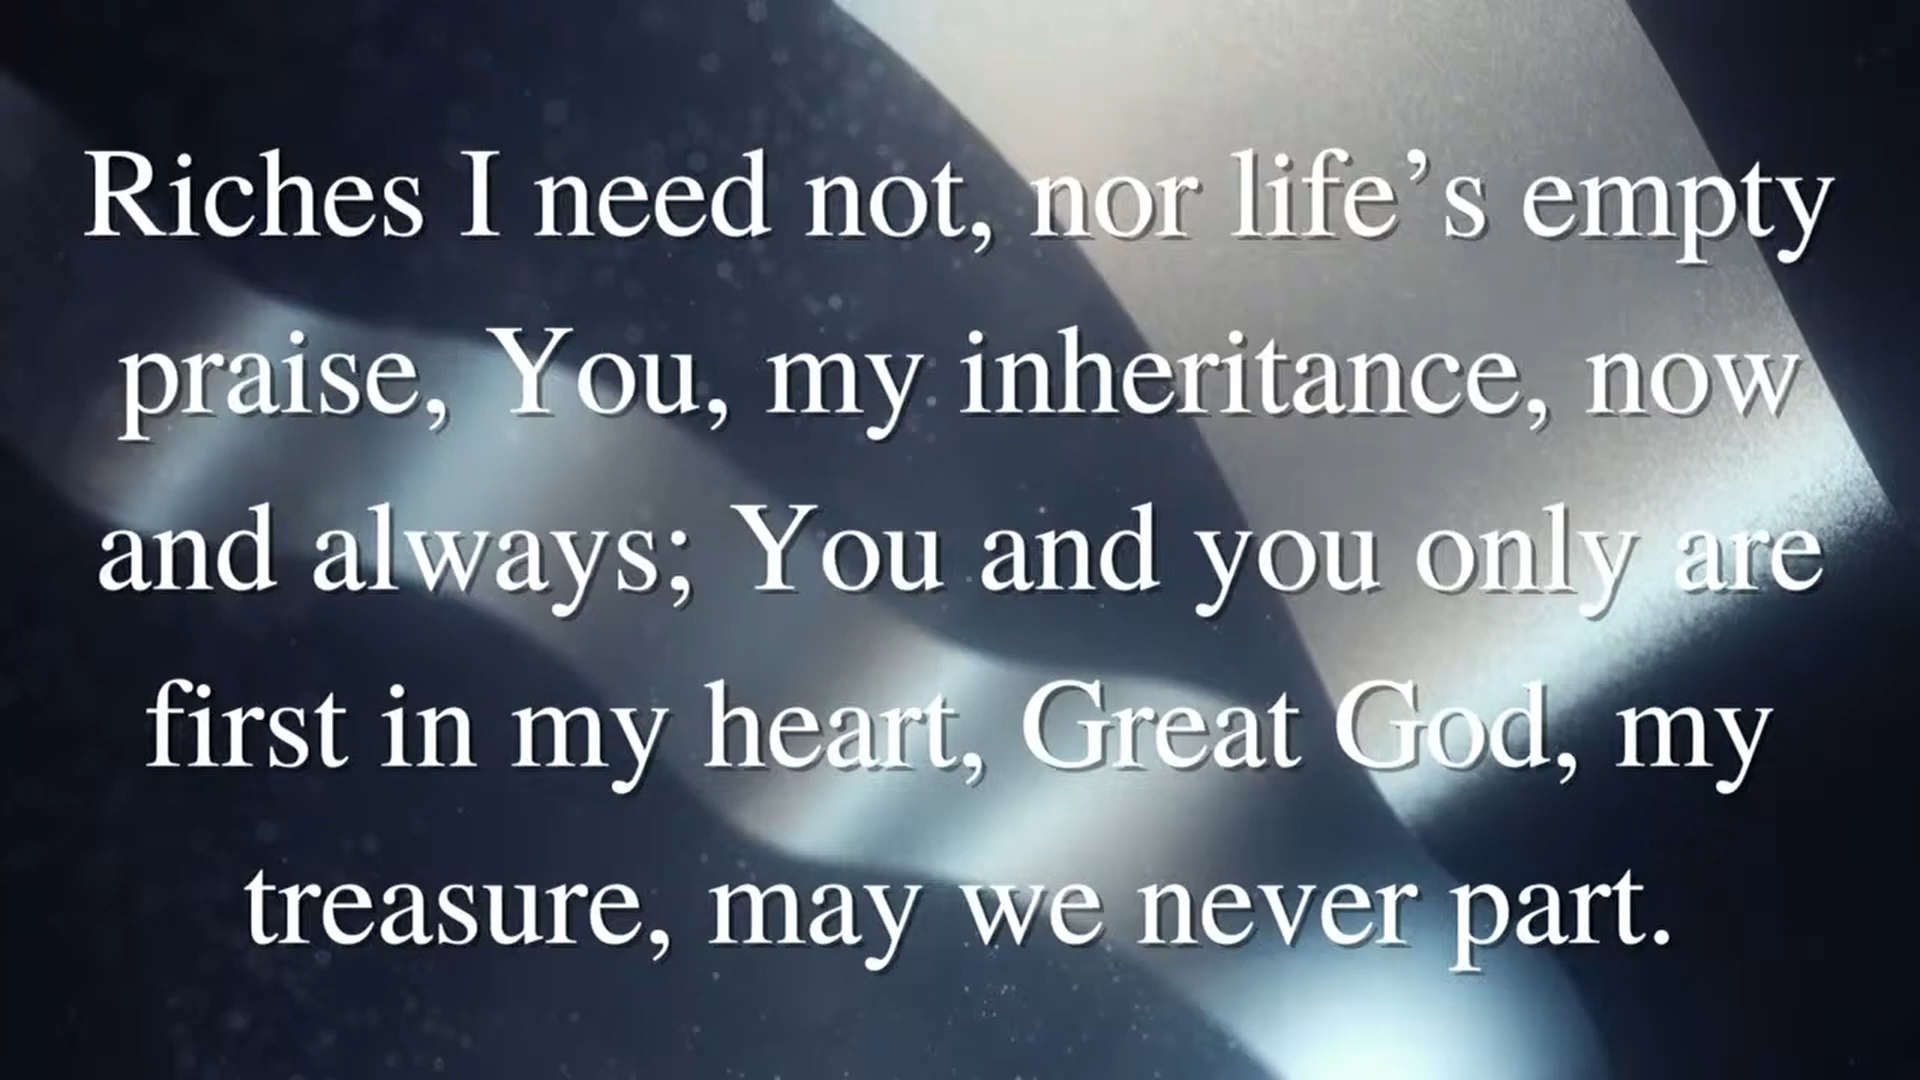 Riches I need not, nor life’s empty
praise, You, my inheritance, now
and always; You and you only are
first in my heart, Great God, my
treasure, may we never part.